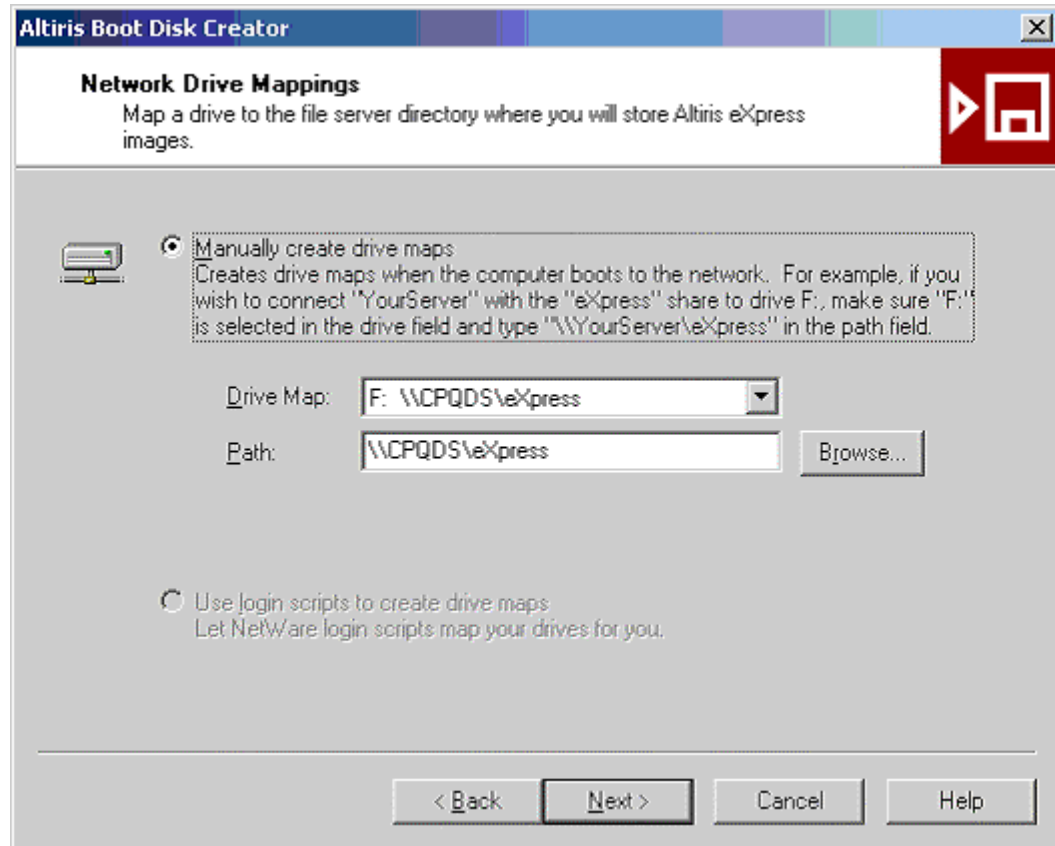 Altiris Boot Disk Creator
Network Drive Mappings
Map a drive to the file server directory where you will store Altiris eXpress
images.
Manually create drive maps
Creates drive maps when the computer boots to the network. For example, if you
wish to connect "YourServer" with the "eXpress" share to drive F:, make sure "F:"
is selected in the drive field and type "\\YourServer\eXpress" in the path field.
Drive Map: F: \\CPQDS\eXpress
Path: \\CPQDS\eXpress Browse...
Use login scripts to create drive maps
Let NetWare login scripts map your drives for you.
< Back Next > Cancel Help